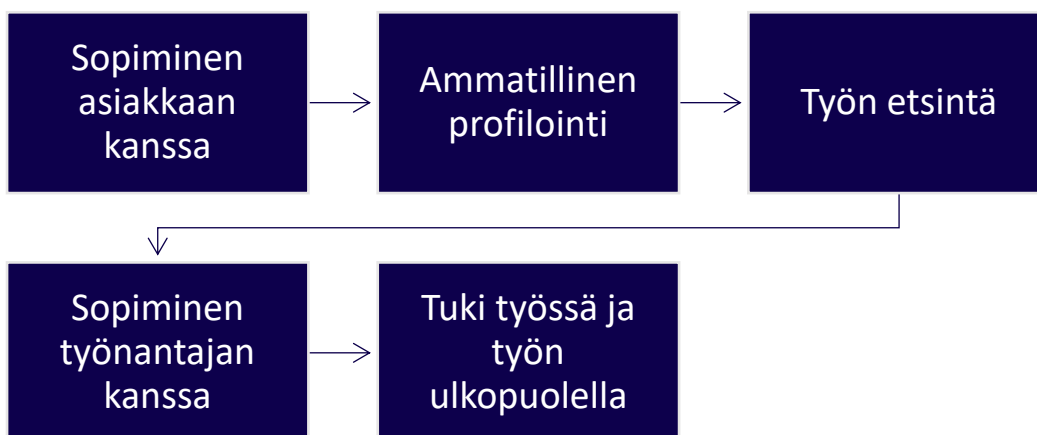 Sopiminen
asiakkaan
kanssa
Ammatillinen
profilointi
Työn etsintä
Sopiminen
työnantajan
kanssa
Tuki työssä ja
työn
ulkopuolella